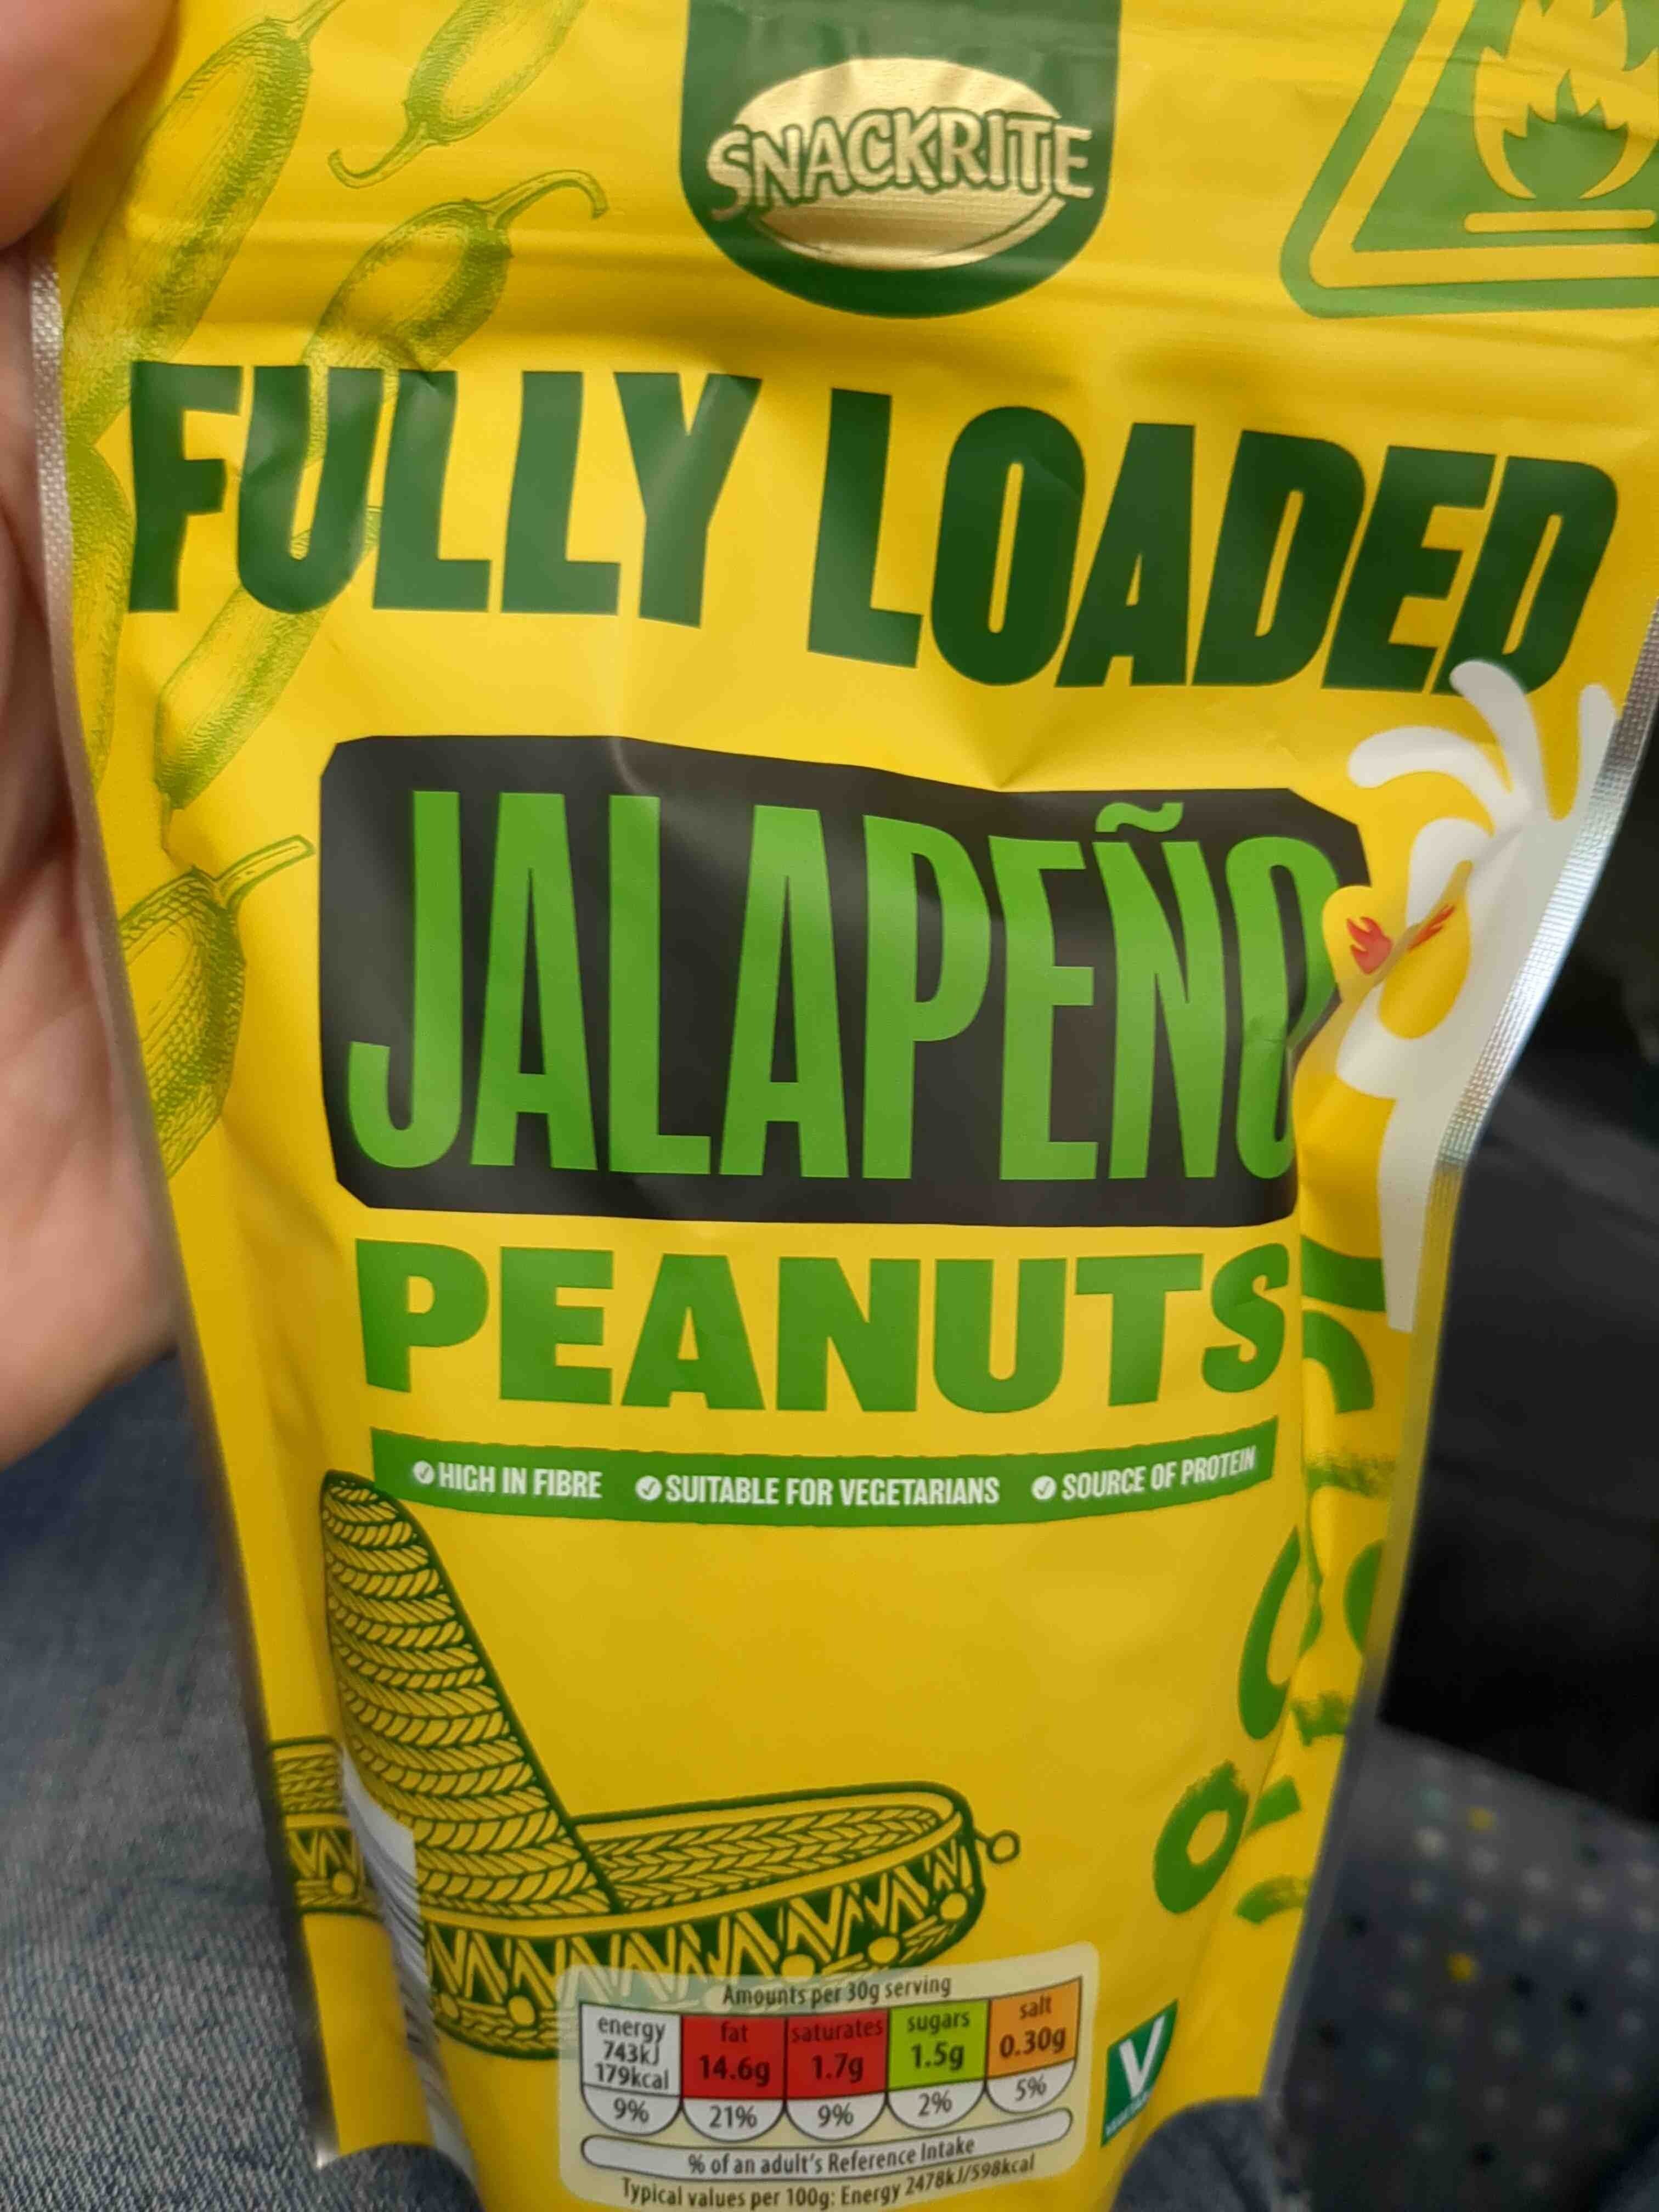 SNACKRITE
FULLY LOADED
JALAPEÑO
PEANUTS
HIGH IN FIBRE SUITABLE FOR VEGETARIANS SOURCE OF PROTEIN
Amounts per 30g serving
energy 743kJ 179kcal 9%
fat 14.6g 21%
saturates 1.7g 9%
sugars 1.5g 2%
salt 0.30g 5%
% of an adult's Reference Intake
Typical values per 100g: Energy 2478kJ/598kcal
V